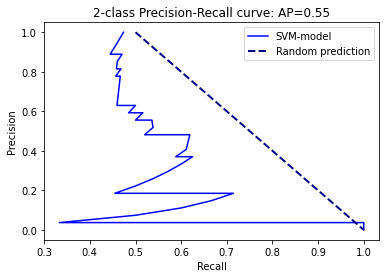 2-class Precision-Recall curve: AP=0.55
SVM-model
Random prediction
Precision
1.0
0.8
0.6
0.4
0.2
0.0
0.3 0.4 0.5 0.6 0.7 0.8 0.9 1.0
Recall